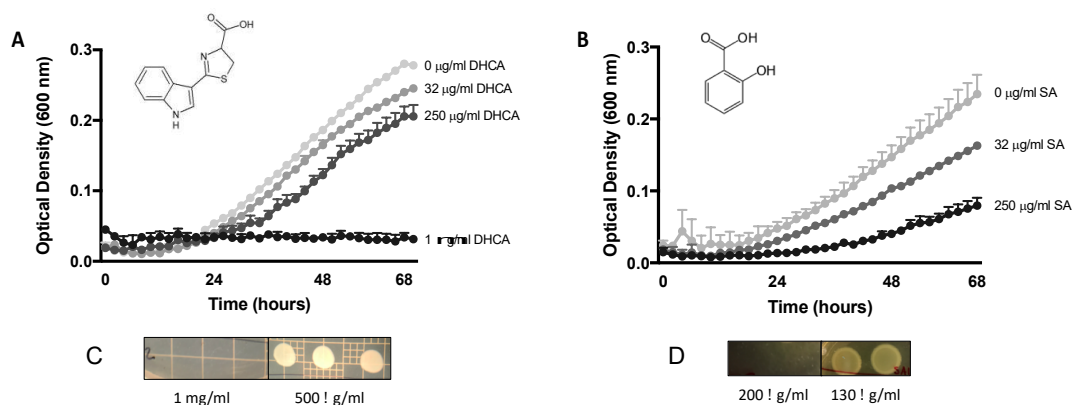 A
O
OH
N
S
N
H
0.3
0.2
0.1
0.0
Optical Density (600 nm)
0 µg/ml DHCA
32 µg/ml DHCA
250 µg/ml DHCA
1 g/ml DHCA
0
24
48
68
Time (hours)
B
O
OH
OH
0.3
0.2
0.1
0.0
Optical Density (600 nm)
0 µg/ml SA
32 µg/ml SA
250 µg/ml SA
0
24
48
68
Time (hours)
C
1 mg/ml
500 ! g/ml
D
200 ! g/ml
130 ! g/ml